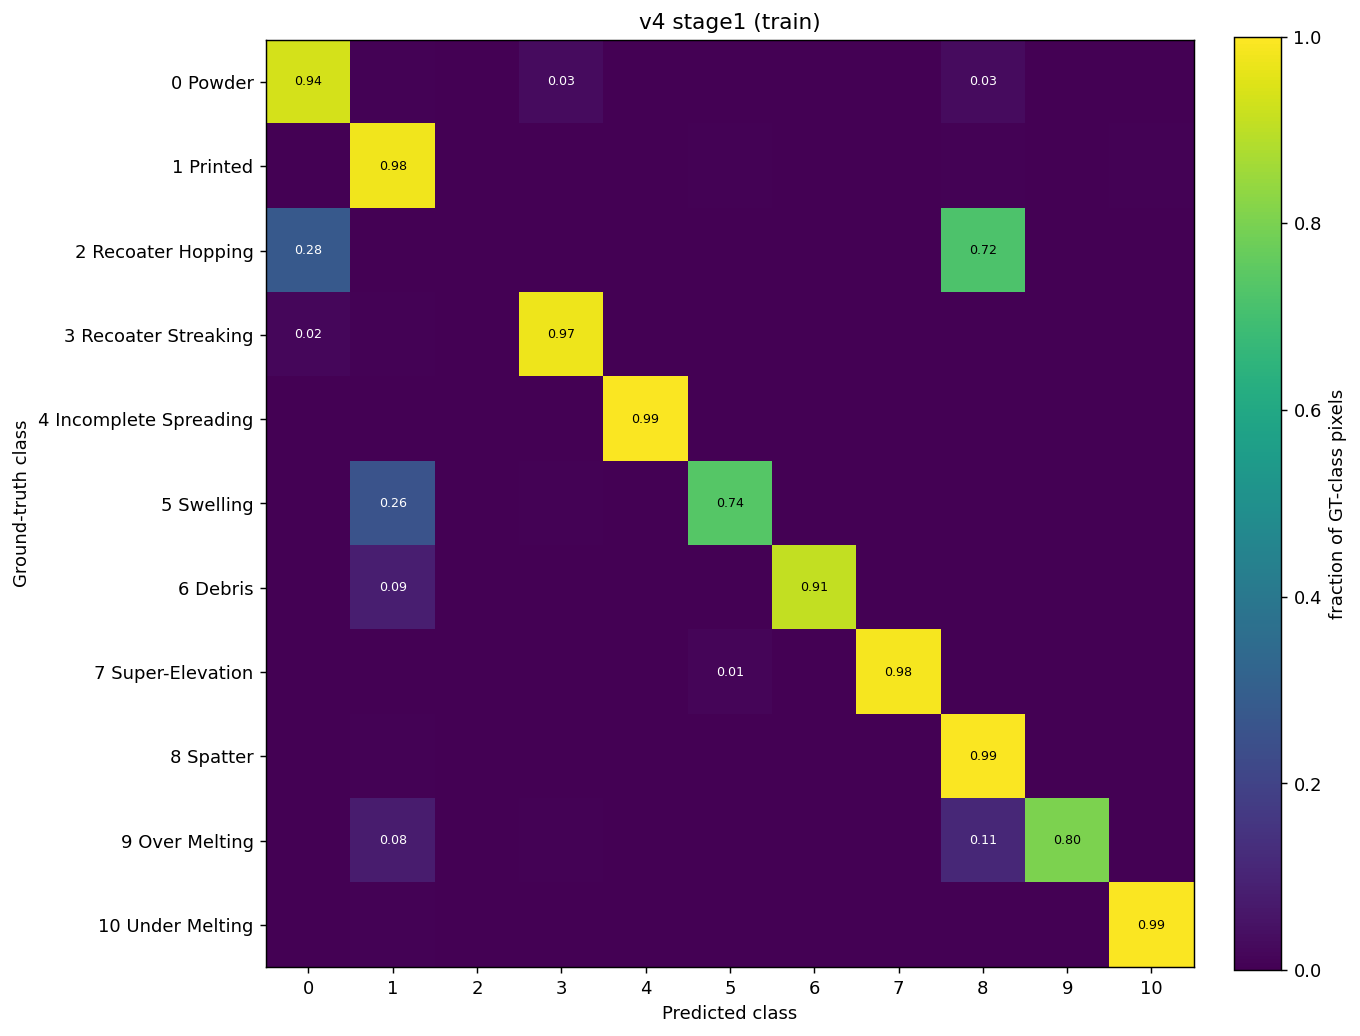 v4 stage1 (train)
0 Powder 0.94 0.03 0.03
1 Printed 0.98
2 Recoater Hopping 0.28 0.72
3 Recoater Streaking 0.02 0.97
4 Incomplete Spreading 0.99
5 Swelling 0.26 0.74
6 Debris 0.09 0.91
7 Super-Elevation 0.01 0.98
8 Spatter 0.99
9 Over Melting 0.08 0.11 0.80
10 Under Melting 0.99
0 1 2 3 4 5 6 7 8 9 10
Predicted class
Ground-truth class
1.0
0.8
0.6
0.4
0.2
0.0
fraction of GT-class pixels